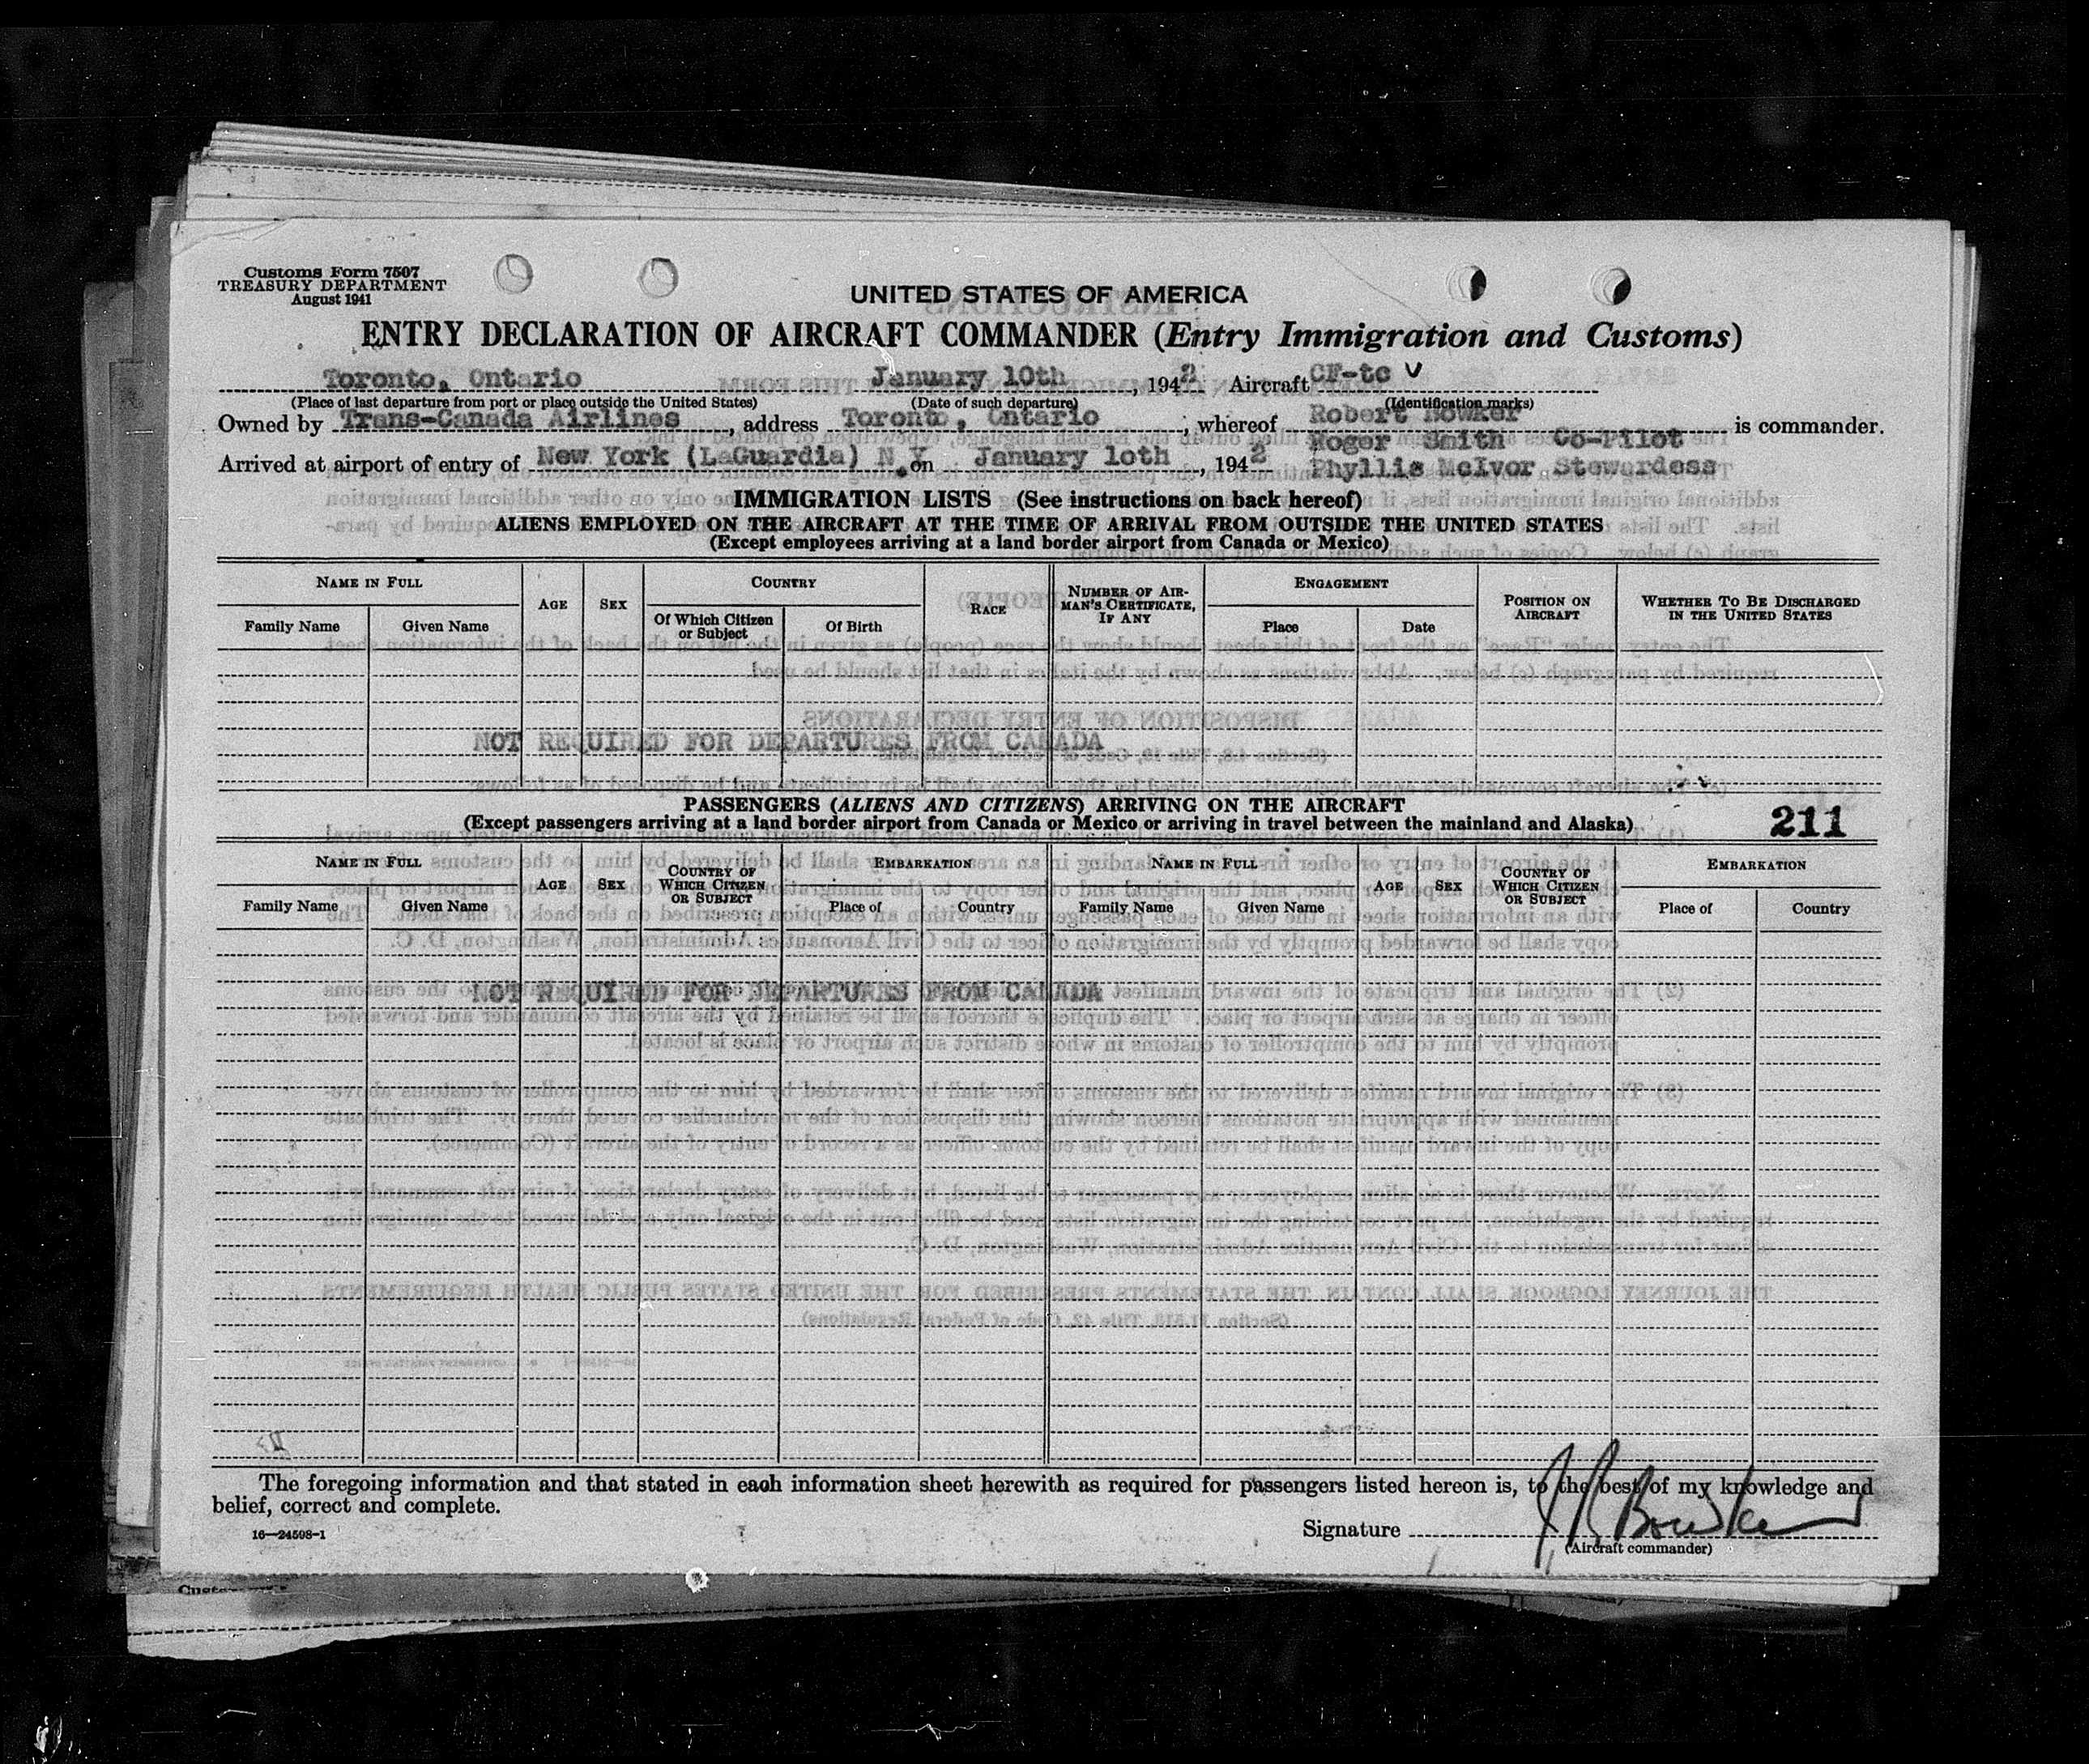 Customs Form 7507
TREASURY DEPARTMENT
August 1941
UNITED STATES OF AMERICA
ENTRY DECLARATION OF AIRCRAFT COMMANDER (Entry Immigration and Customs)
Toronto, Ontario January 10th, 1942 Aircraft CF-tc V
(Place of last departure from port or place outside the United States) (Date of such departure) (Identification marks)
Owned by Trans-Canada Airlines, address Toronto, Ontario, whereof Robert Bowker is commander.
Roger Smith Co-Pilot
Arrived at airport of entry of New York (LaGuardia) N.Y. on January 10th, 1942 Phyllis McIvor Stewardess
IMMIGRATION LISTS (See instructions on back hereof)
ALIENS EMPLOYED ON THE AIRCRAFT AT THE TIME OF ARRIVAL FROM OUTSIDE THE UNITED STATES
(Except employees arriving at a land border airport from Canada or Mexico)
NAME IN FULL AGE SEX COUNTRY RACE NUMBER OF AIRMAN'S CERTIFICATE, IF ANY ENGAGEMENT POSITION ON AIRCRAFT WHETHER TO BE DISCHARGED IN THE UNITED STATES
Family Name Given Name Of Which Citizen or Subject Of Birth Place Date
NOT REQUIRED FOR DEPARTURES FROM CANADA
PASSENGERS (ALIENS AND CITIZENS) ARRIVING ON THE AIRCRAFT
(Except passengers arriving at a land border airport from Canada or Mexico or arriving in travel between the mainland and Alaska)
211
NAME IN FULL AGE SEX COUNTRY OF WHICH CITIZEN OR SUBJECT EMBARKATION NAME IN FULL AGE SEX COUNTRY OF WHICH CITIZEN OR SUBJECT EMBARKATION
Family Name Given Name Place of Country Family Name Given Name Place of Country
NOT REQUIRED FOR DEPARTURES FROM CANADA
The foregoing information and that stated in each information sheet herewith as required for passengers listed hereon is, to the best of my knowledge and
belief, correct and complete.
16—24598-1
Signature J R Bowker
(Aircraft commander)